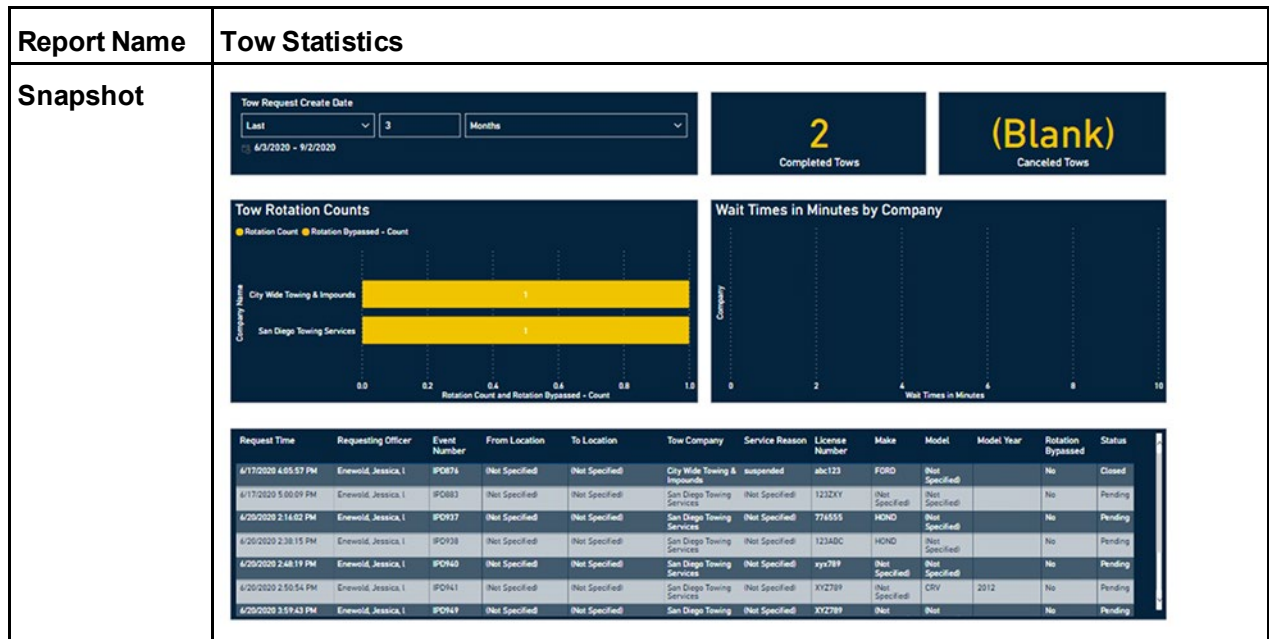 Report Name Tow Statistics
Snapshot
Tow Request Create Date
Last 3 Months
6/3/2020 - 9/2/2020
2
Completed Tows
(Blank)
Canceled Tows
Tow Rotation Counts
Rotation Count Rotation Bypassed - Count
Company Name
City Wide Towing & Impounds 1
San Diego Towing Services 1
0.0 0.2 0.4 0.6 0.8 1.0
Rotation Count and Rotation Bypassed - Count
Wait Times in Minutes by Company
Company
0 2 4 6 8 10
Wait Times in Minutes
Request Time Requesting Officer Event Number From Location To Location Tow Company Service Reason License Number Make Model Model Year Rotation Bypassed Status
6/17/2020 4:05:57 PM Enewold, Jessica, I IPD876 (Not Specified) (Not Specified) City Wide Towing & Impounds suspended abc123 FORD (Not Specified) No Closed
6/17/2020 5:00:09 PM Enewold, Jessica, I IPD883 (Not Specified) (Not Specified) San Diego Towing Services (Not Specified) 123ZXY (Not Specified) (Not Specified) No Pending
6/20/2020 2:14:02 PM Enewold, Jessica, I IPD937 (Not Specified) (Not Specified) San Diego Towing Services (Not Specified) 776555 HOND (Not Specified) No Pending
6/20/2020 2:38:15 PM Enewold, Jessica, I IPD938 (Not Specified) (Not Specified) San Diego Towing Services (Not Specified) 123ABC HOND (Not Specified) No Pending
6/20/2020 2:48:19 PM Enewold, Jessica, I IPD940 (Not Specified) (Not Specified) San Diego Towing Services (Not Specified) xyx789 (Not Specified) (Not Specified) No Pending
6/20/2020 2:50:54 PM Enewold, Jessica, I IPD941 (Not Specified) (Not Specified) San Diego Towing Services (Not Specified) XYZ789 (Not Specified) CRV 2012 No Pending
6/20/2020 3:59:43 PM Enewold, Jessica, I IPD949 (Not Specified) (Not Specified) San Diego Towing (Not Specified) XYZ789 (Not (Not No Pending